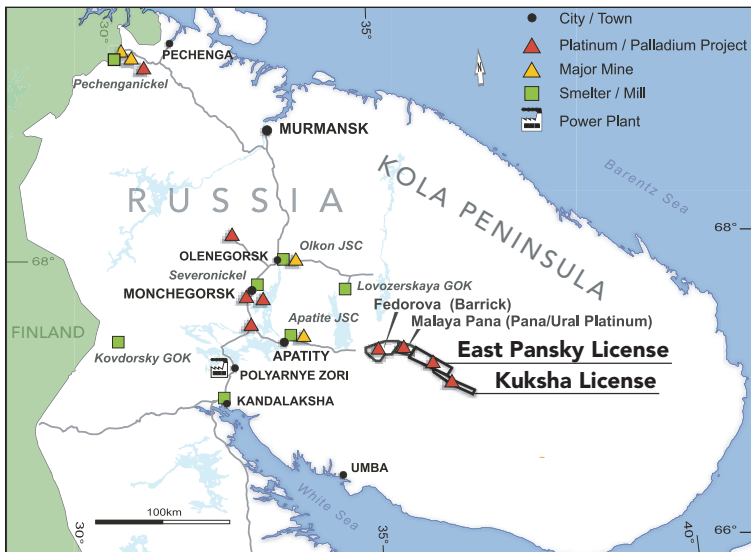 30°
35°
City / Town
Platinum / Palladium Project
Major Mine
Smelter / Mill
Power Plant
N
PECHENGA
Pechenganickel
MURMANSK
Barentz Sea
KOLA PENINSULA
RUSSIA
68°
68°
OLENEGORSK
Olkon JSC
Severonickel
MONCHEGORSK
Lovozerskaya GOK
Fedorova (Barrick)
Malaya Pana (Pana/Ural Platinum)
Apatite JSC
FINLAND
Kovdorsky GOK
APATITY
East Pansky License
POLYARNYE ZORI
Kuksha License
KANDALAKSHA
UMBA
White Sea
100km
30°
35°
40°
66°